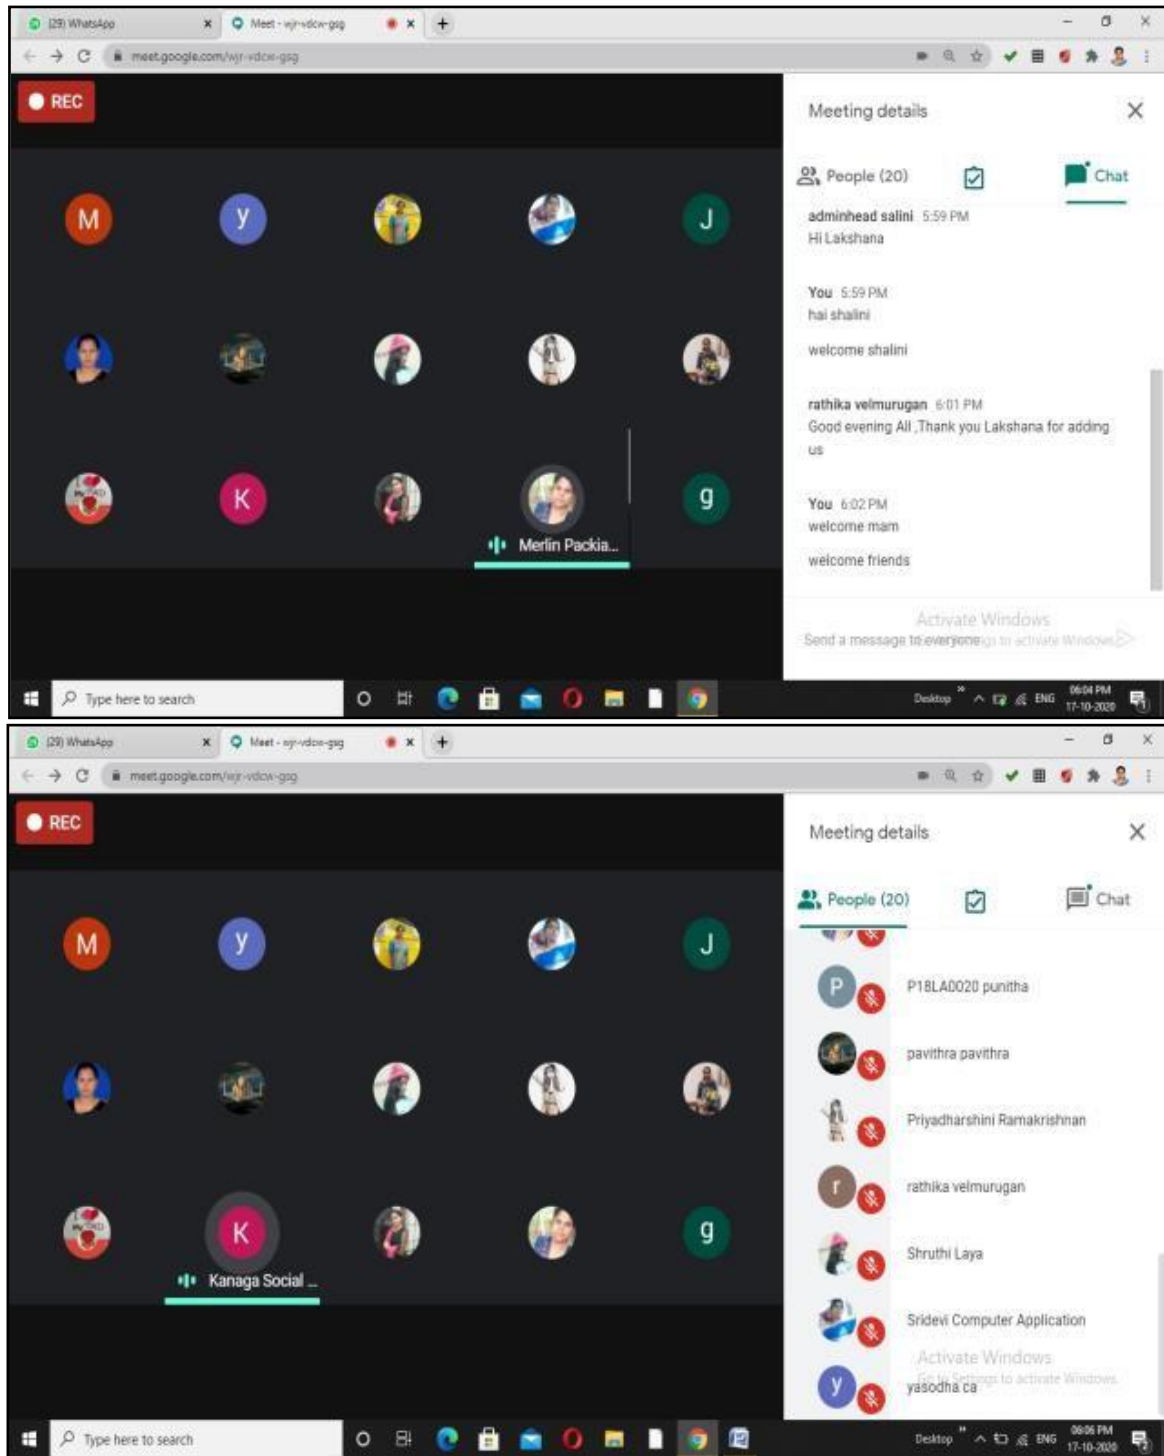 (29) WhatsApp
Meet - wjr-vdcw-gsg
meet.google.com/wjr-vdcw-gsg
REC
Meeting details
People (20)
Chat
M
y
J
adminhead salini 5:59 PM
Hi Lakshana
You 5:59 PM
hai shalini
welcome shalini
rathika velmurugan 6:01 PM
Good evening All ,Thank you Lakshana for adding
us
K
g
Merlin Packia...
You 6:02 PM
welcome mam
welcome friends
Activate Windows
Send a message to everyone
Type here to search
Desktop
ENG
06:04 PM
17-10-2020
(29) WhatsApp
Meet - wjr-vdcw-gsg
meet.google.com/wjr-vdcw-gsg
REC
Meeting details
People (20)
Chat
M
y
J
P
P18LA0020 punitha
pavithra pavithra
Priyadharshini Ramakrishnan
r
rathika velmurugan
K
g
Kanaga Social ...
Shruthi Laya
Sridevi Computer Application
Activate Windows
Go to Settings to activate Windows.
y
yasodha ca
Type here to search
Desktop
ENG
06:06 PM
17-10-2020